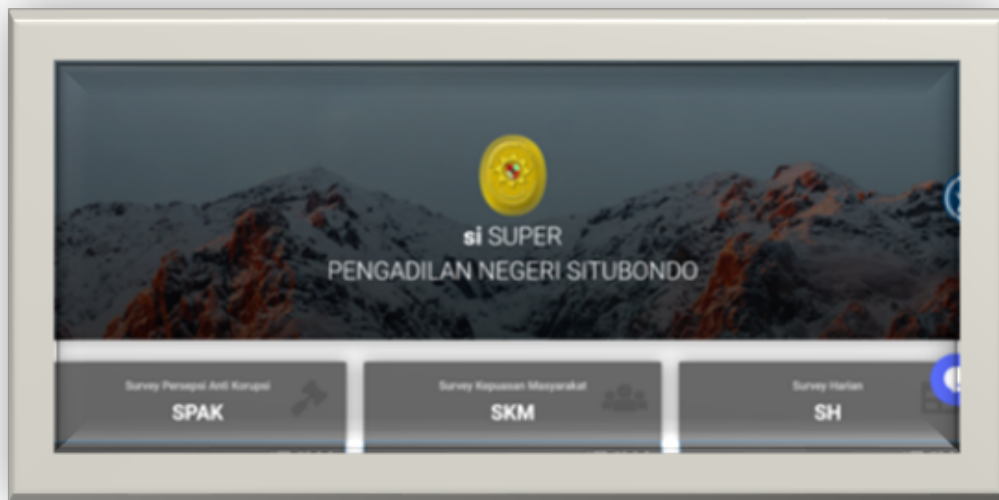 si SUPER
PENGADILAN NEGERI SITUBONDO
Survey Persepsi Anti Korupsi
SPAK
Survey Kepuasan Masyarakat
SKM
Survey Harian
SH